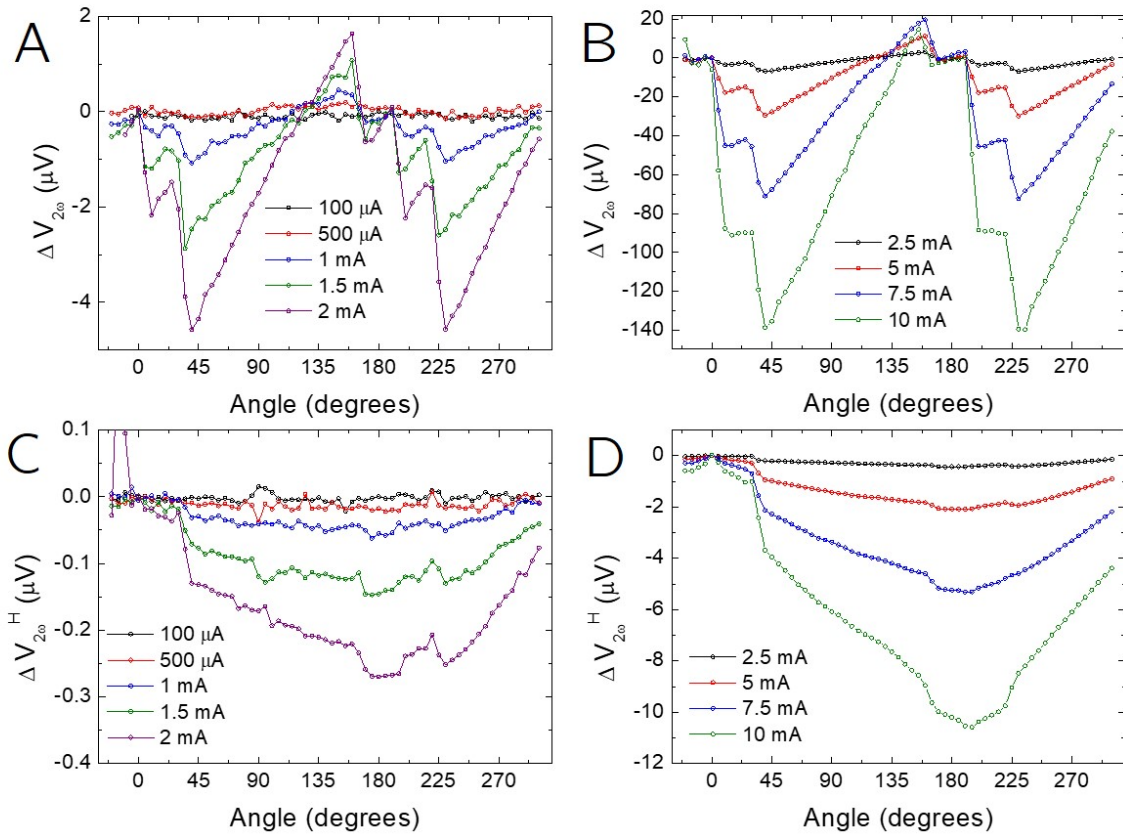 A
2
0
-2
-4
Δ V2ω (μV)
100 μA
500 μA
1 mA
1.5 mA
2 mA
0 45 90 135 180 225 270
Angle (degrees)
B
20
0
-20
-40
-60
-80
-100
-120
-140
Δ V2ω (μV)
2.5 mA
5 mA
7.5 mA
10 mA
0 45 90 135 180 225 270
Angle (degrees)
C
0.1
0.0
-0.1
-0.2
-0.3
-0.4
Δ V2ω^H (μV)
100 μA
500 μA
1 mA
1.5 mA
2 mA
0 45 90 135 180 225 270
Angle (degrees)
D
0
-2
-4
-6
-8
-10
-12
Δ V2ω^H (μV)
2.5 mA
5 mA
7.5 mA
10 mA
0 45 90 135 180 225 270
Angle (degrees)